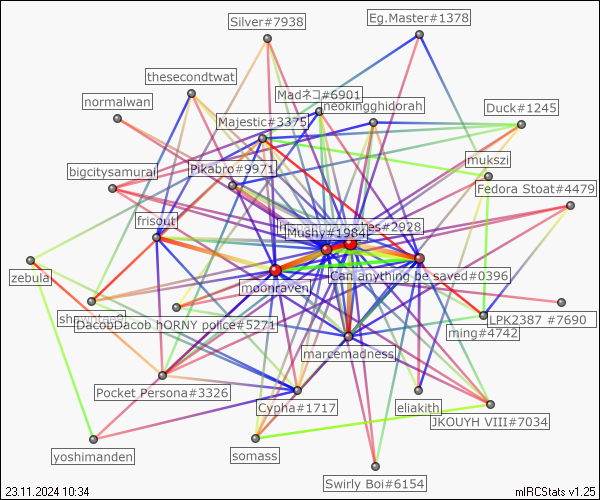 Silver#7938
Eg.Master#1378
thesecondtwat
Madネコ#6901
normalwan
neokingghidorah
Duck#1245
Majestic#3375
mukszi
bigcitysamurai
Pikabro#9971
Fedora Stoat#4479
frisout
Mushy#1984
es#2928
zebula
Can anything be saved#0396
moonraven
DacobDacob
hORNY police#5271
LPK2387 #7690
ming#4742
marcemadness
Pocket Persona#3326
Cypha#1717
eliakith
JKOUYH VIII#7034
yoshimanden
somass
Swirly Boi#6154
23.11.2024 10:34
mIRCStats v1.25